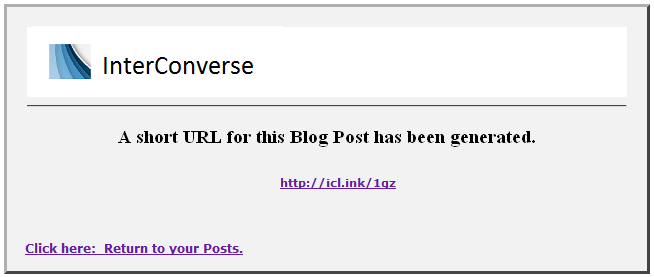 InterConverse
A short URL for this Blog Post has been generated.
http://icl.ink/1qz
Click here:  Return to your Posts.